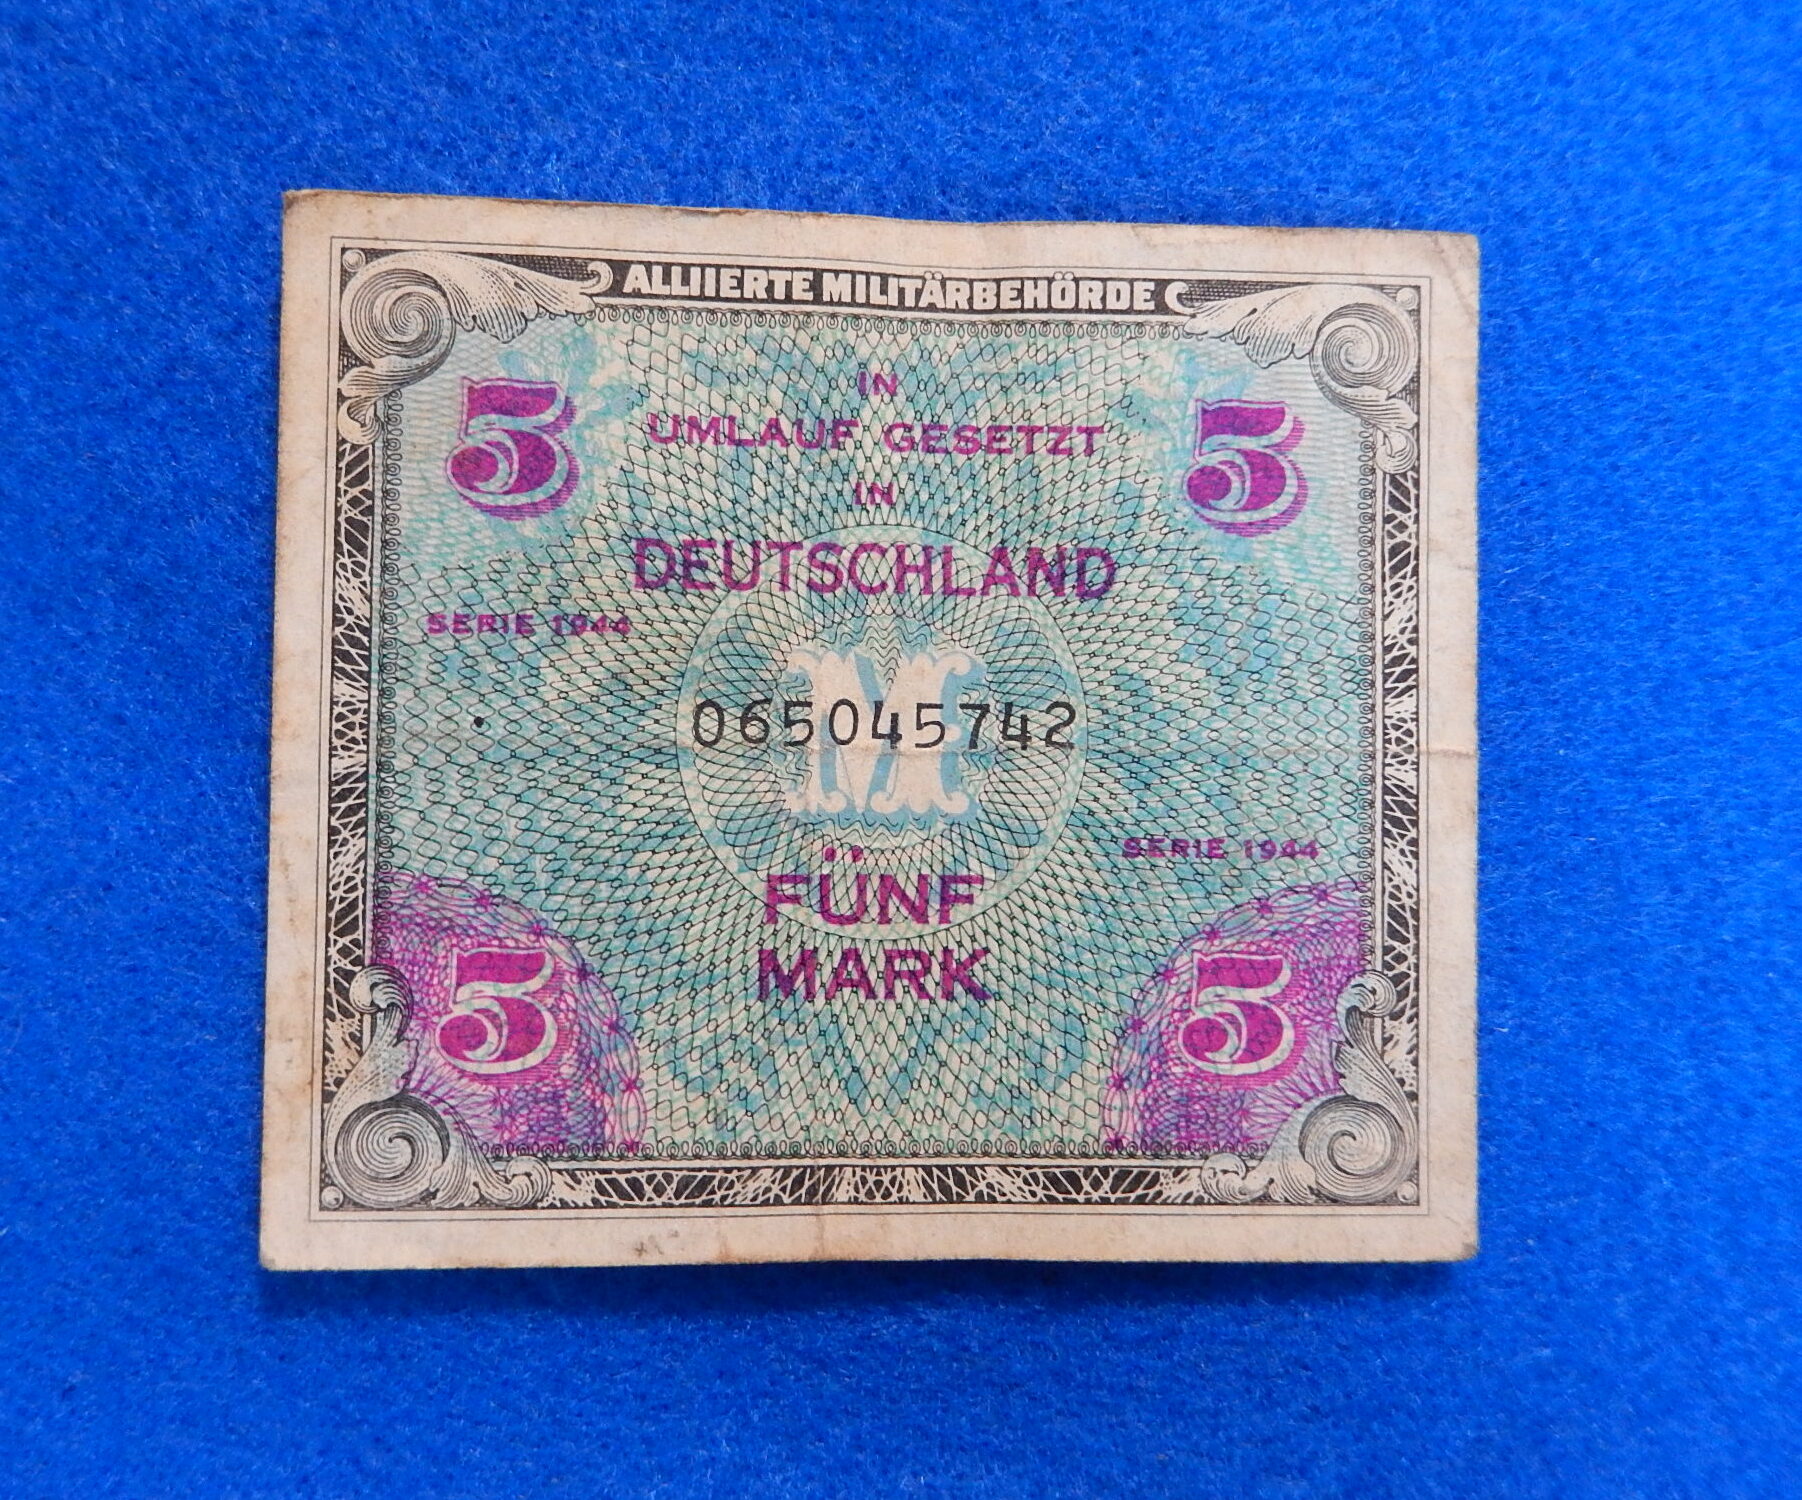 ALLIIERTE MILITÄRBEHÖRDE
5 5
IN
UMLAUF GESETZT
IN
DEUTSCHLAND
SERIE 1944
M
065045742
SERIE 1944
FÜNF
MARK
5 5